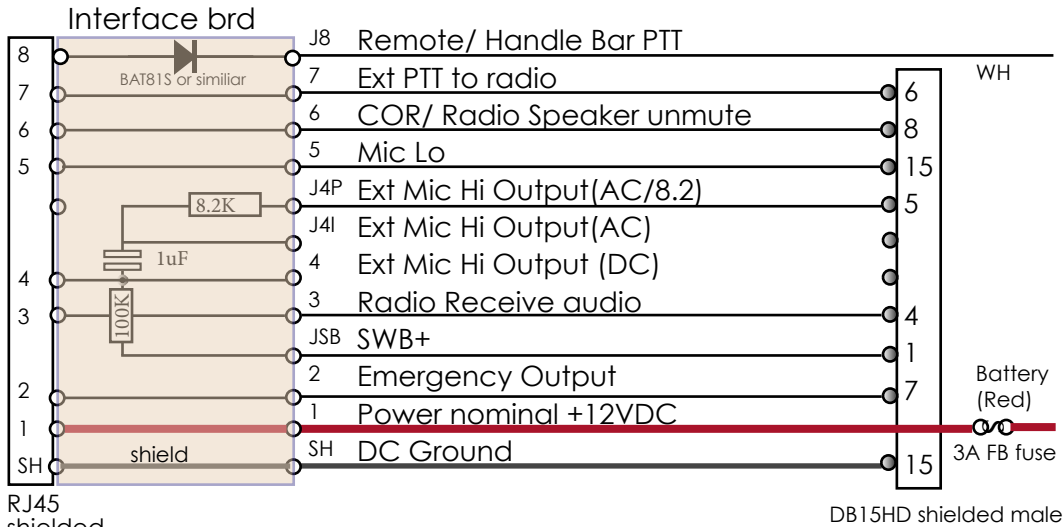 Interface brd
8 J8 Remote/ Handle Bar PTT
BAT81S or similiar WH
7 7 Ext PTT to radio 6
6 6 COR/ Radio Speaker unmute 8
5 5 Mic Lo 15
8.2K J4P Ext Mic Hi Output(AC/8.2) 5
J4I Ext Mic Hi Output(AC)
1uF
4 4 Ext Mic Hi Output (DC)
3 100K 3 Radio Receive audio 4
JSB SWB+ 1
2 2 Emergency Output 7
Battery
(Red)
1 1 Power nominal +12VDC
SH shield SH DC Ground 15
3A FB fuse
RJ45
shielded
DB15HD shielded male